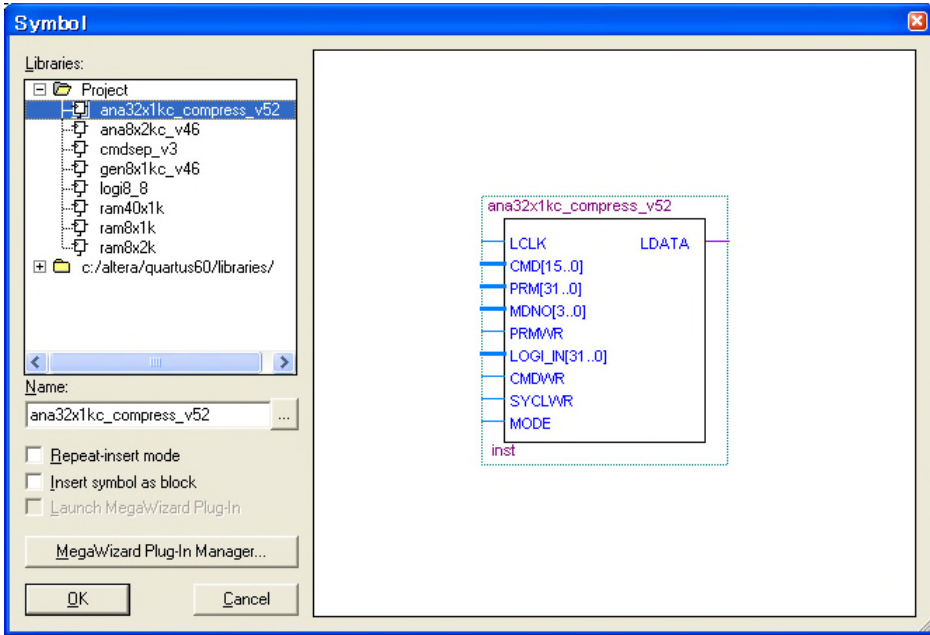 Symbol
Libraries:
Project
ana32x1kc_compress_v52
ana8x2kc_v46
cmdsep_v3
gen8x1kc_v46
logi8_8
ram40x1k
ram8x1k
ram8x2k
c:/altera/quartus60/libraries/
Name:
ana32x1kc_compress_v52
...
Repeat-insert mode
Insert symbol as block
Launch MegaWizard Plug-In
MegaWizard Plug-In Manager...
OK
Cancel
ana32x1kc_compress_v52
LCLK LDATA
CMD[15..0]
PRM[31..0]
MDNO[3..0]
PRMWR
LOGI_IN[31..0]
CMDWR
SYCLWR
MODE
inst